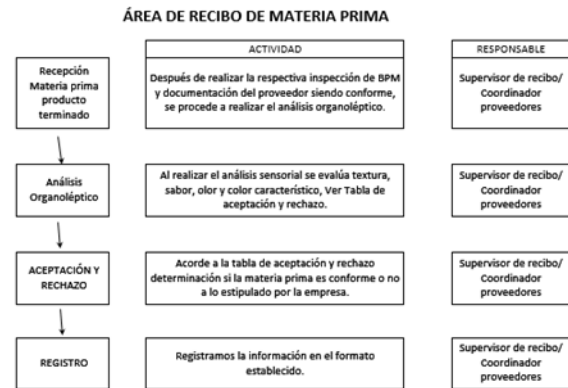 ÁREA DE RECIBO DE MATERIA PRIMA
ACTIVIDAD
RESPONSABLE
Recepción
Materia prima
producto
terminado
Después de realizar la respectiva inspección de BPM
y documentación del proveedor siendo conforme,
se procede a realizar el análisis organoléptico.
Supervisor de recibo/
Coordinador
proveedores
Análisis
Organoléptico
Al realizar el análisis sensorial se evalúa textura,
sabor, olor y color característico, Ver Tabla de
aceptación y rechazo.
Supervisor de recibo/
Coordinador
proveedores
ACEPTACIÓN Y
RECHAZO
Acorde a la tabla de aceptación y rechazo
determinación si la materia prima es conforme o no
a lo estipulado por la empresa.
Supervisor de recibo/
Coordinador
proveedores
REGISTRO
Registramos la información en el formato
establecido.
Supervisor de recibo/
Coordinador
proveedores